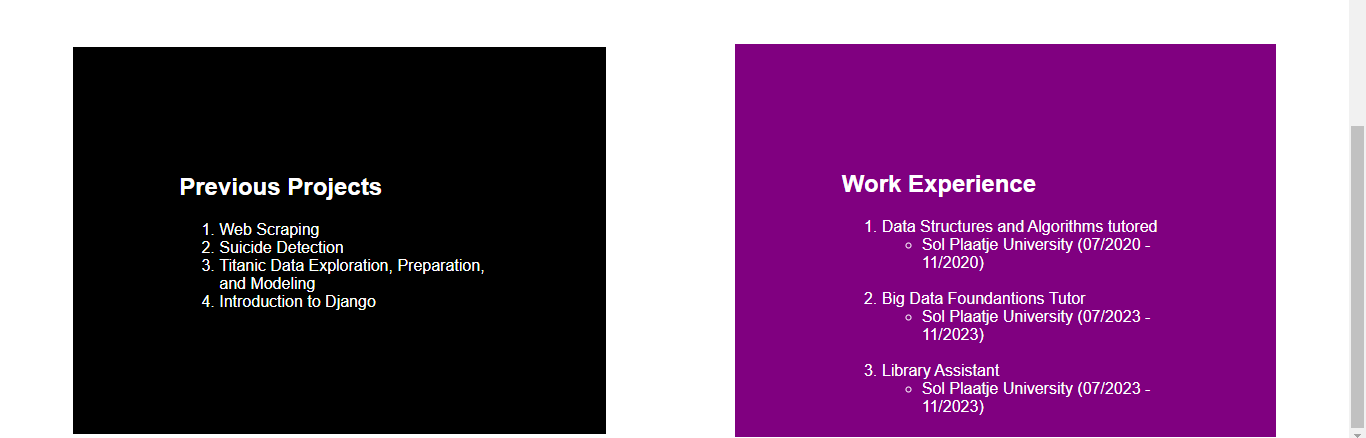 Previous Projects
1. Web Scraping
2. Suicide Detection
3. Titanic Data Exploration, Preparation,
and Modeling
4. Introduction to Django
Work Experience
1. Data Structures and Algorithms tutored
Sol Plaatje University (07/2020 -
11/2020)
2. Big Data Foundantions Tutor
Sol Plaatje University (07/2023 -
11/2023)
3. Library Assistant
Sol Plaatje University (07/2023 -
11/2023)